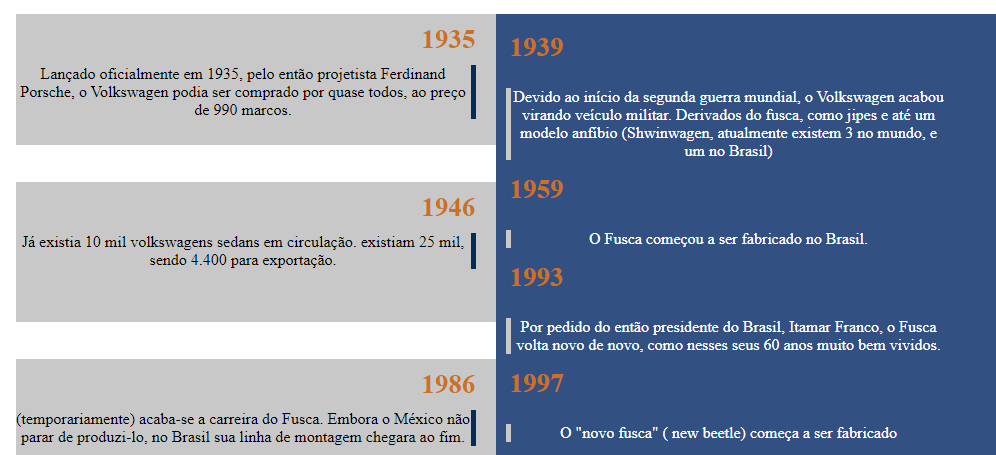 1935
Lançado oficialmente em 1935, pelo então projetista Ferdinand
Porsche, o Volkswagen podia ser comprado por quase todos, ao preço
de 990 marcos.
1939
Devido ao início da segunda guerra mundial, o Volkswagen acabou
virando veículo militar. Derivados do fusca, como jipes e até um
modelo anfíbio (Shwinwagen, atualmente existem 3 no mundo, e
um no Brasil)
1946
Já existia 10 mil volkswagens sedans em circulação. existiam 25 mil,
sendo 4.400 para exportação.
1959
O Fusca começou a ser fabricado no Brasil.
1993
Por pedido do então presidente do Brasil, Itamar Franco, o Fusca
volta novo de novo, como nesses seus 60 anos muito bem vividos.
1986
(temporariamente) acaba-se a carreira do Fusca. Embora o México não
parar de produzi-lo, no Brasil sua linha de montagem chegara ao fim.
1997
O "novo fusca" ( new beetle) começa a ser fabricado